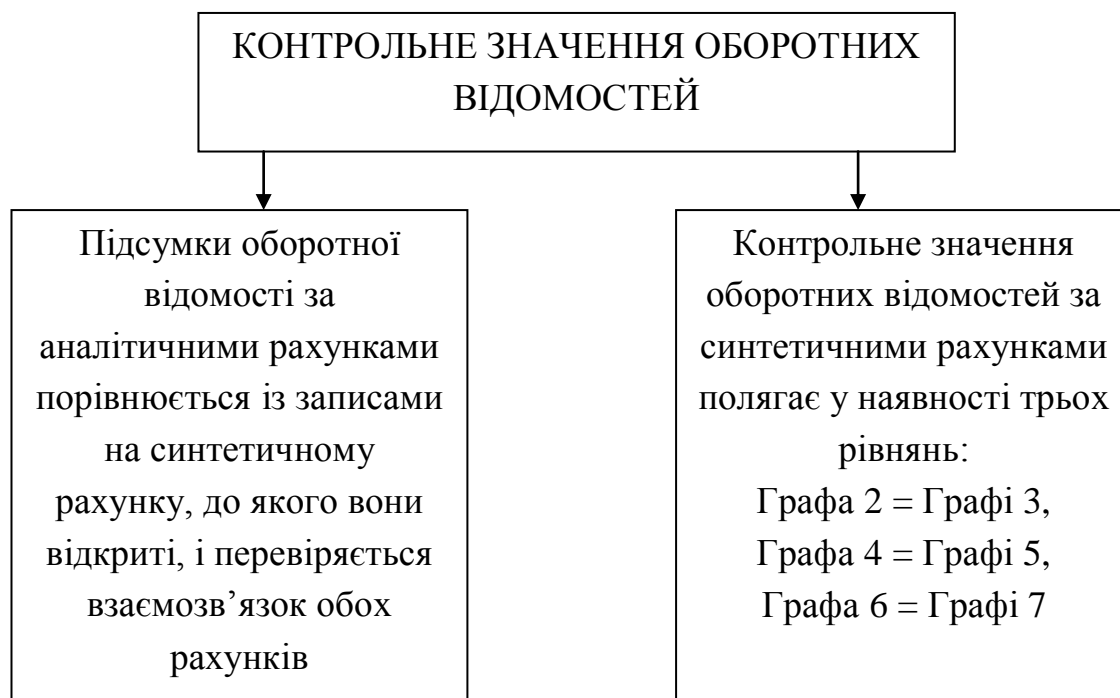 КОНТРОЛЬНЕ ЗНАЧЕННЯ ОБОРОТНИХ
ВІДОМОСТЕЙ
Підсумки оборотної
відомості за
аналітичними рахунками
порівнюється із записами
на синтетичному
рахунку, до якого вони
відкриті, і перевіряється
взаємозв’язок обох
рахунків
Контрольне значення
оборотних відомостей за
синтетичними рахунками
полягає у наявності трьох
рівнянь:
Графа 2 = Графі 3,
Графа 4 = Графі 5,
Графа 6 = Графі 7